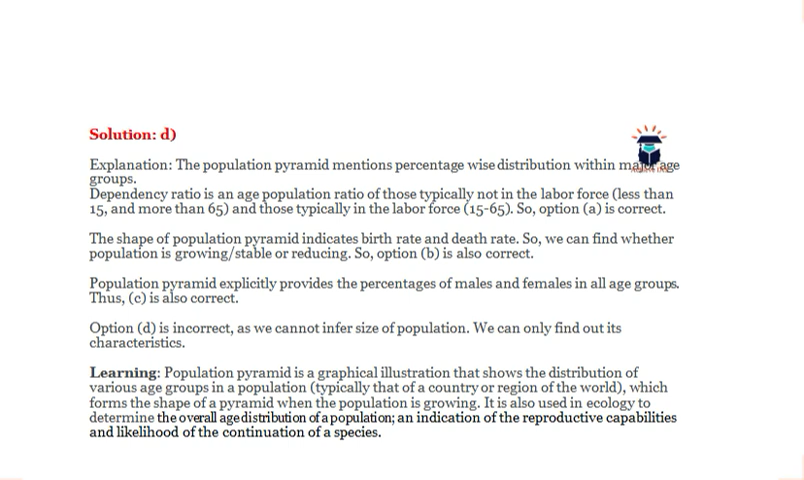 Solution: d)
Explanation: The population pyramid mentions percentage wise distribution within major age
groups.
Dependency ratio is an age population ratio of those typically not in the labor force (less than
15, and more than 65) and those typically in the labor force (15-65). So, option (a) is correct.
The shape of population pyramid indicates birth rate and death rate. So, we can find whether
population is growing/stable or reducing. So, option (b) is also correct.
Population pyramid explicitly provides the percentages of males and females in all age groups.
Thus, (c) is also correct.
Option (d) is incorrect, as we cannot infer size of population. We can only find out its
characteristics.
Learning: Population pyramid is a graphical illustration that shows the distribution of
various age groups in a population (typically that of a country or region of the world), which
forms the shape of a pyramid when the population is growing. It is also used in ecology to
determine the overall age distribution of a population; an indication of the reproductive capabilities
and likelihood of the continuation of a species.